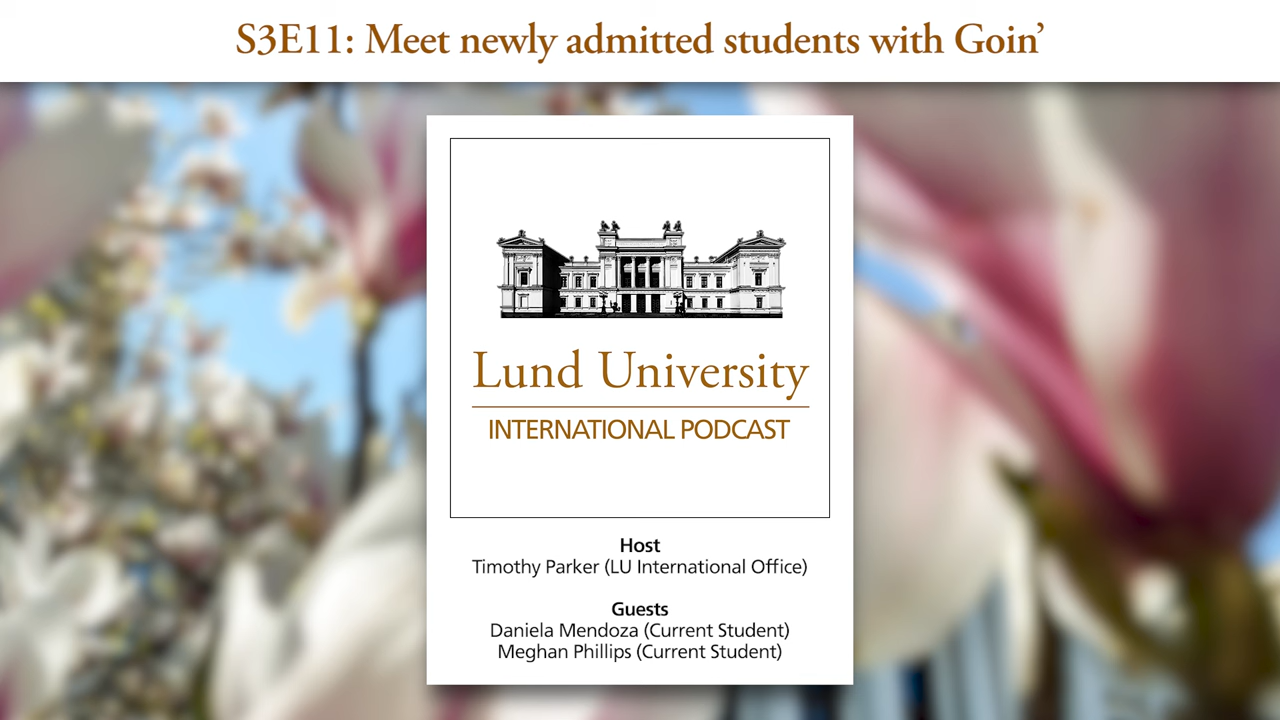 S3E11: Meet newly admitted students with Goin’
Lund University
INTERNATIONAL PODCAST
Host
Timothy Parker (LU International Office)
Guests
Daniela Mendoza (Current Student)
Meghan Phillips (Current Student)